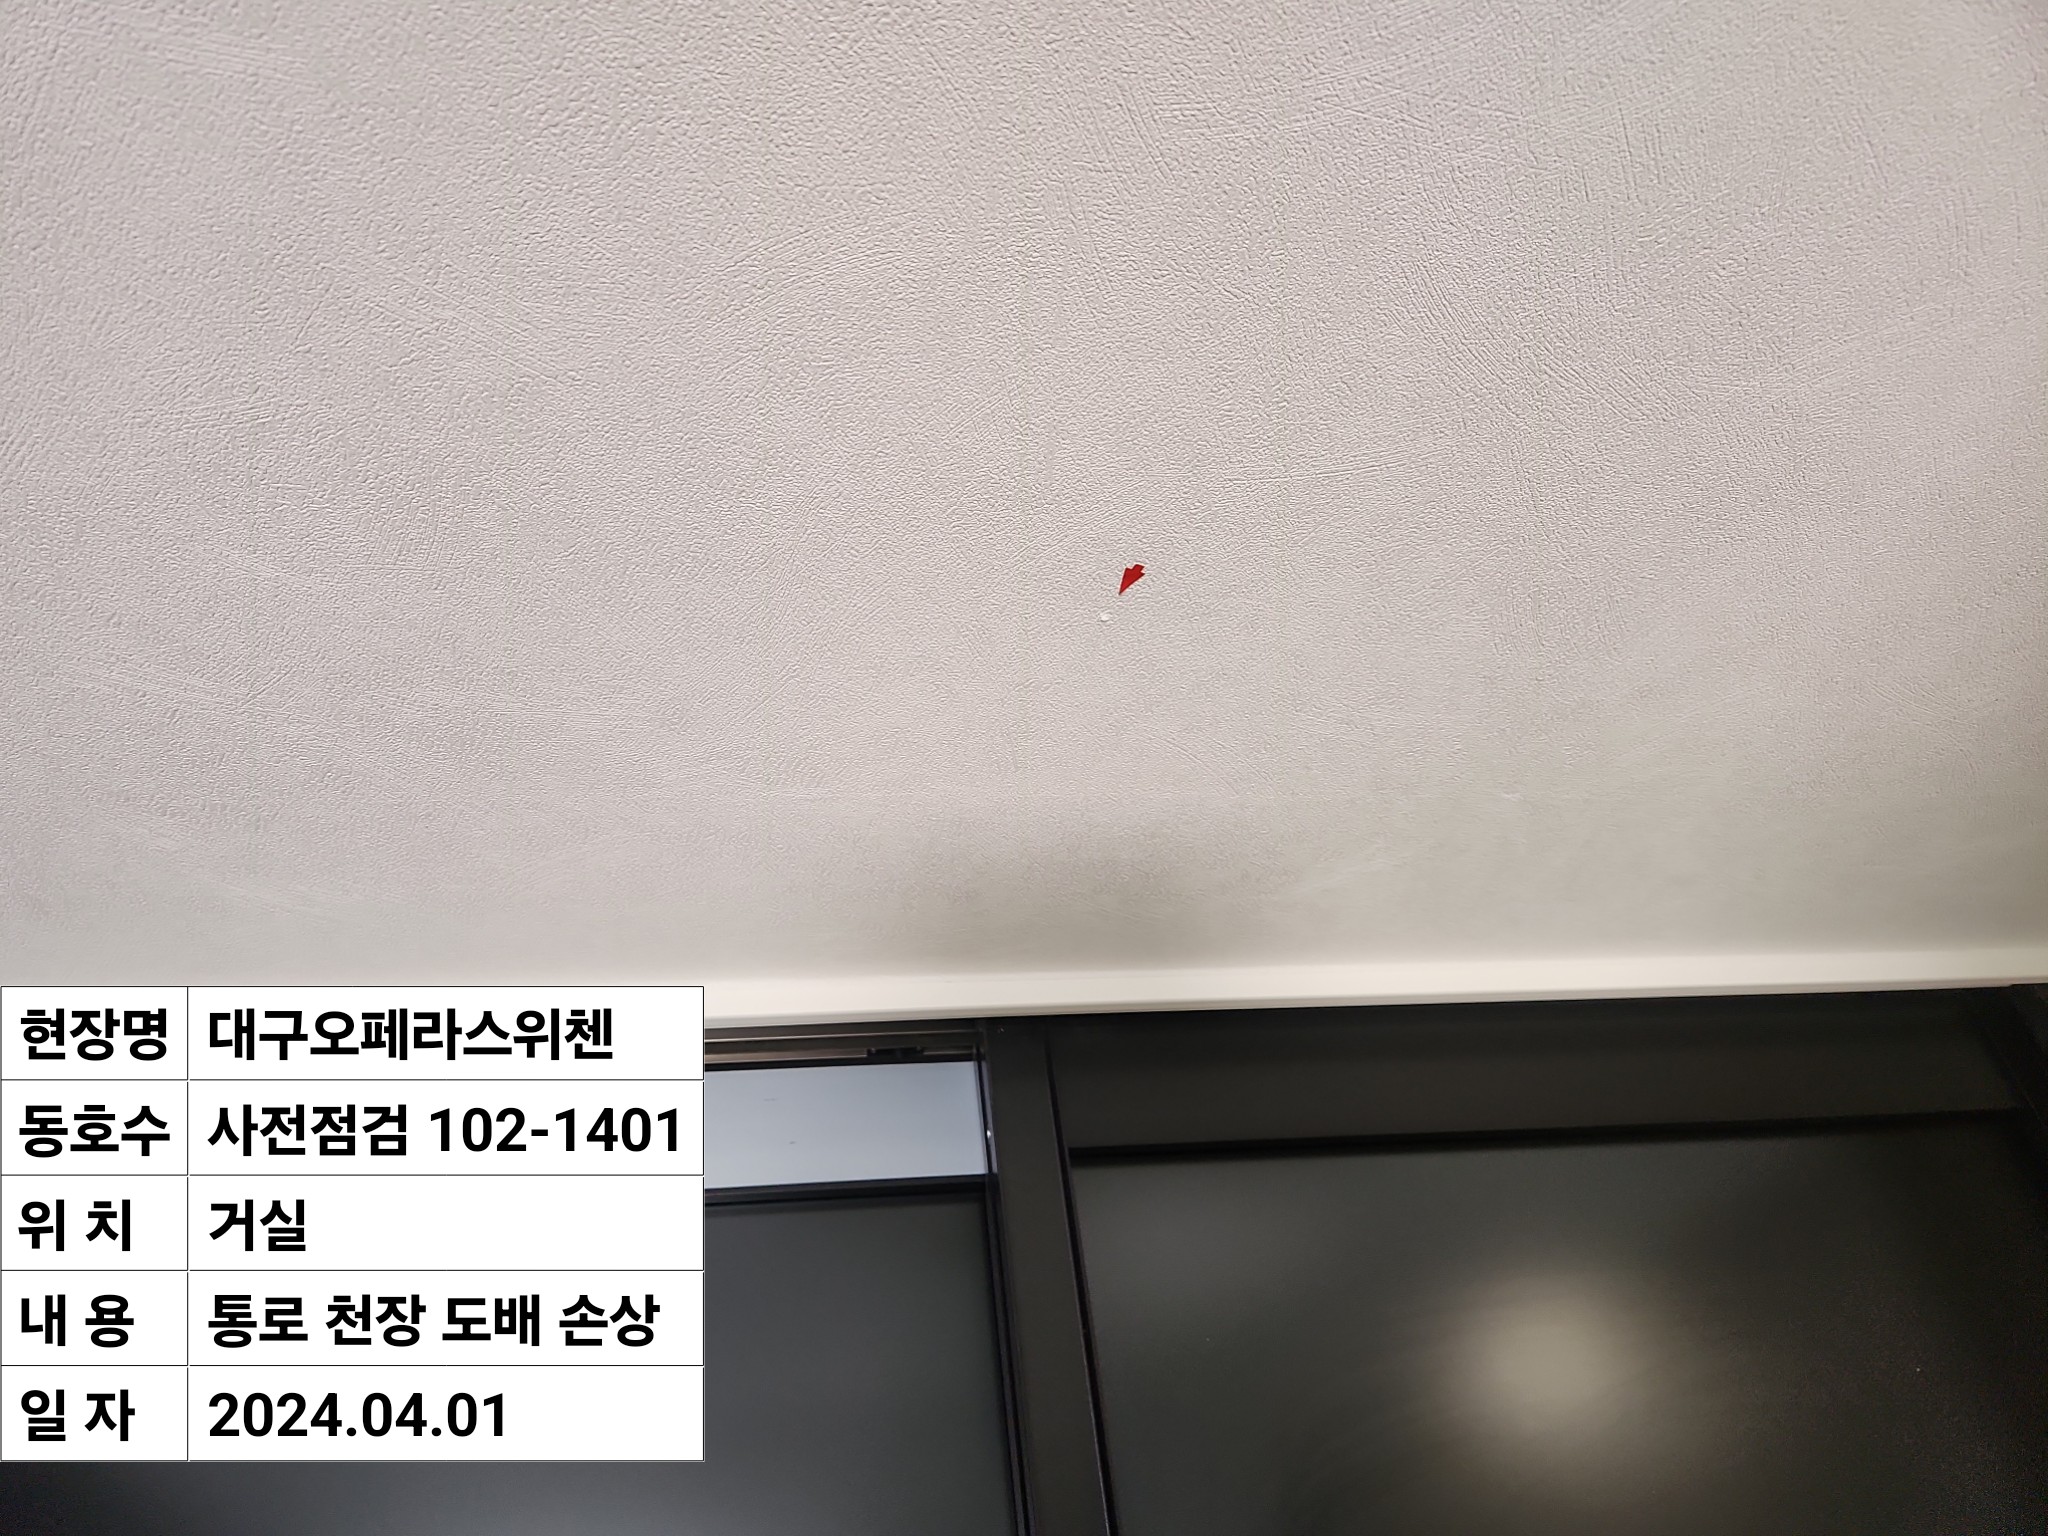 현장명 대구오페라스위첸
동호수 사전점검 102-1401
위 치 거실
내 용 통로 천장 도배 손상
일 자 2024.04.01